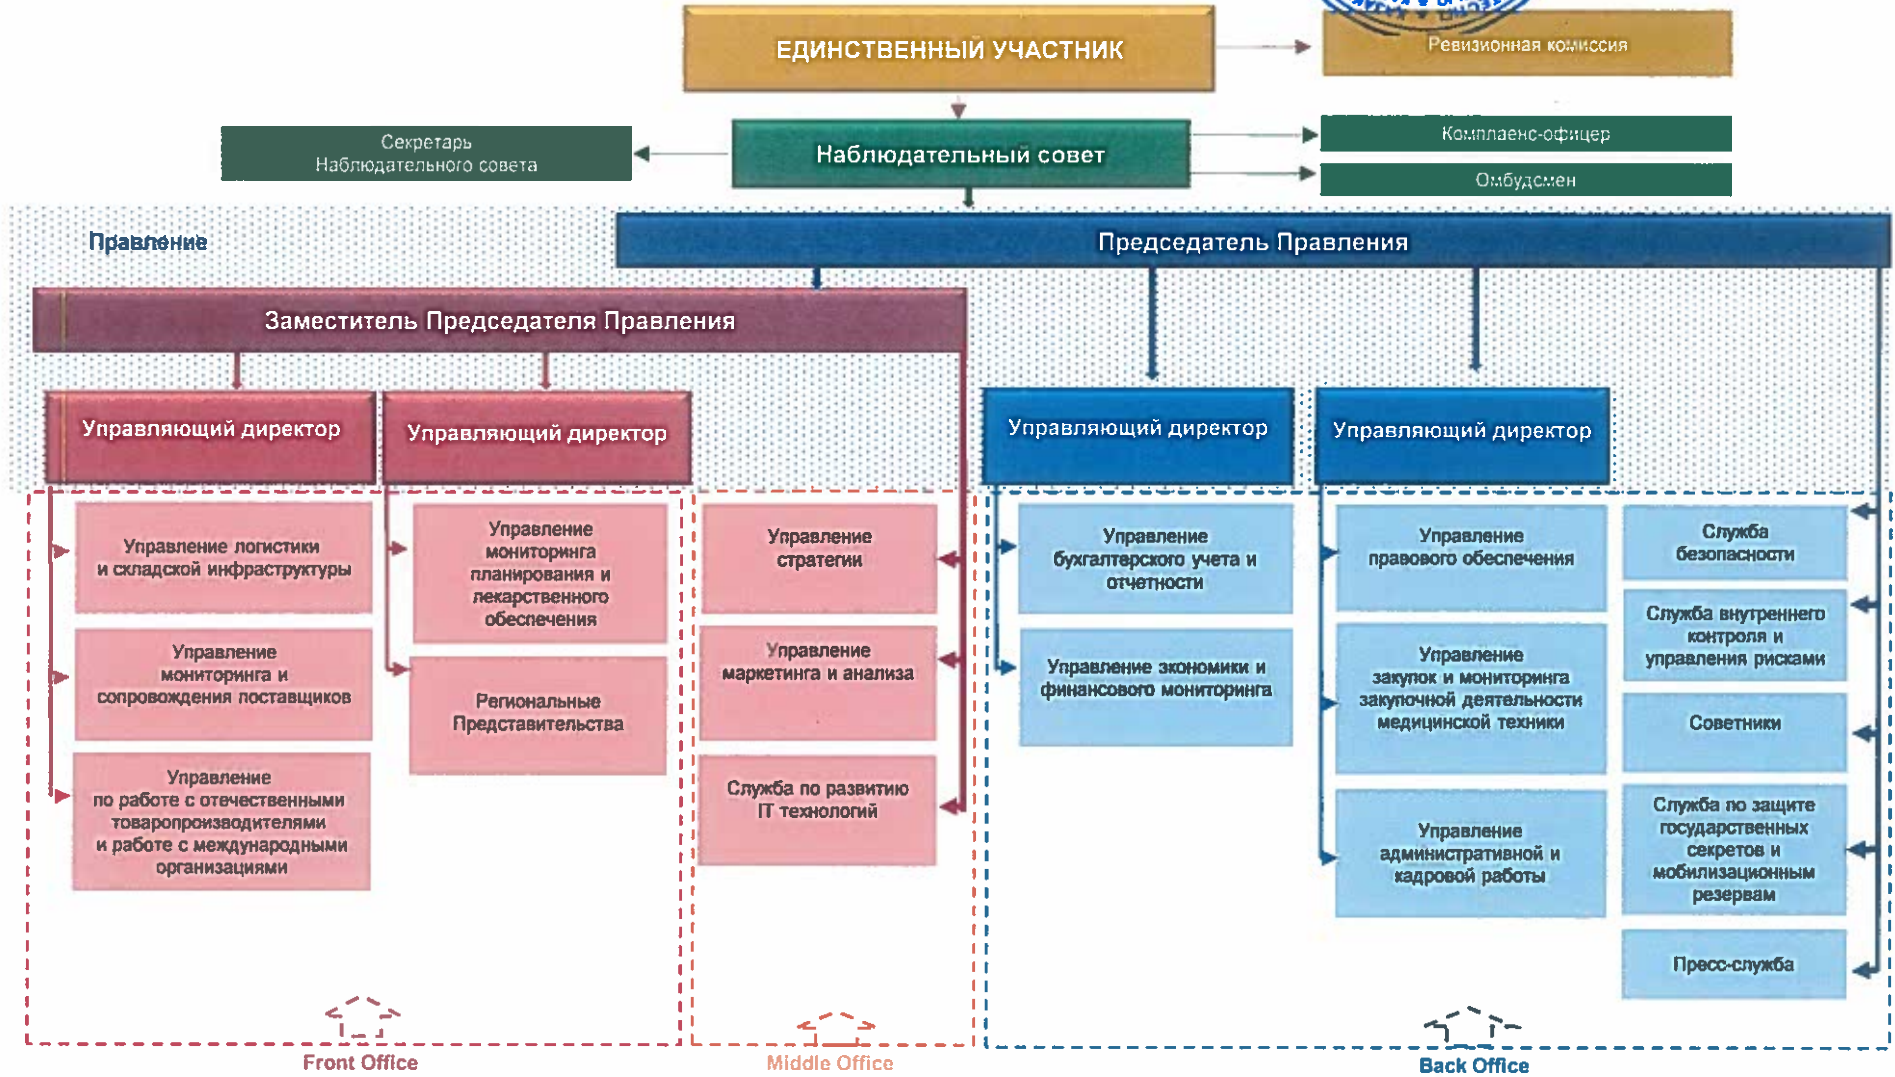 ЕДИНСТВЕННЫЙ УЧАСТНИК
Ревизионная комиссия
Секретарь
Наблюдательного совета
Наблюдательный совет
Комплаенс-офицер
Омбудсмен
Правление
Председатель Правления
Заместитель Председателя Правления
Управляющий директор
Управляющий директор
Управляющий директор
Управляющий директор
Управление логистики
и складской инфраструктуры
Управление
мониторинга и
сопровождения поставщиков
Управление
по работе с отечественными
товаропроизводителями
и работе с международными
организациями
Управление
мониторинга
планирования и
лекарственного
обеспечения
Региональные
Представительства
Управление
стратегии
Управление
маркетинга и анализа
Служба по развитию
IT технологий
Управление
бухгалтерского учета и
отчетности
Управление экономики и
финансового мониторинга
Управление
правового обеспечения
Управление
закупок и мониторинга
закупочной деятельности
медицинской техники
Управление
административной и
кадровой работы
Служба
безопасности
Служба внутреннего
контроля и
управления рисками
Советники
Служба по защите
государственных
секретов и
мобилизационным
резервам
Пресс-служба
Front Office
Middle Office
Back Office